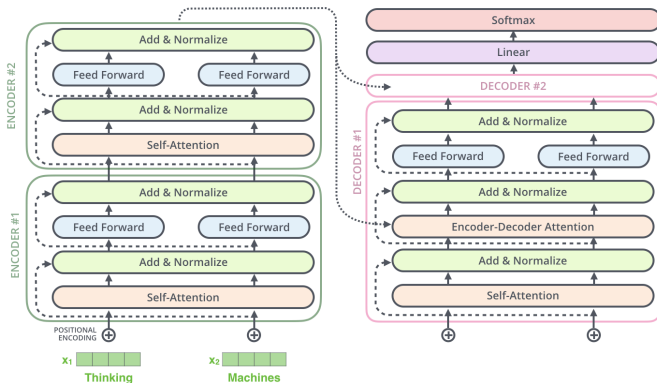 ENCODER #2
Add & Normalize
Feed Forward
Feed Forward
Add & Normalize
Self-Attention
ENCODER #1
Add & Normalize
Feed Forward
Feed Forward
Add & Normalize
Self-Attention
POSITIONAL
ENCODING
x1
x2
Thinking
Machines
Softmax
Linear
DECODER #2
DECODER #1
Add & Normalize
Feed Forward
Feed Forward
Add & Normalize
Encoder-Decoder Attention
Add & Normalize
Self-Attention